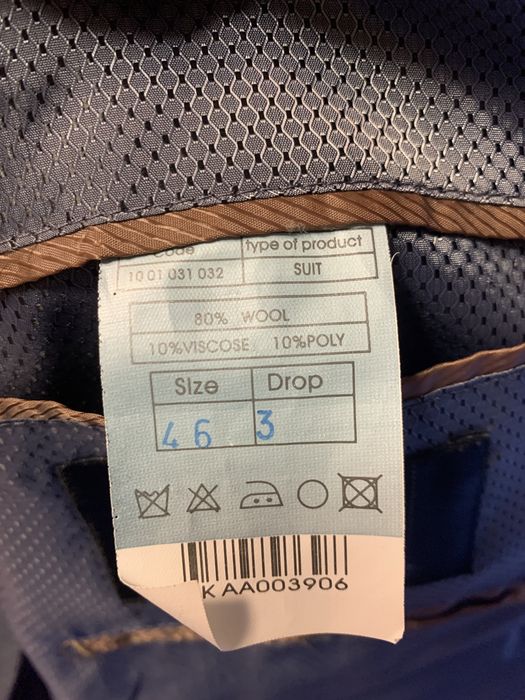 Code type of product
10 01 031 032 SUIT
80% WOOL
10%VISCOSE 10%POLY
Size Drop
46 3
KAA003906